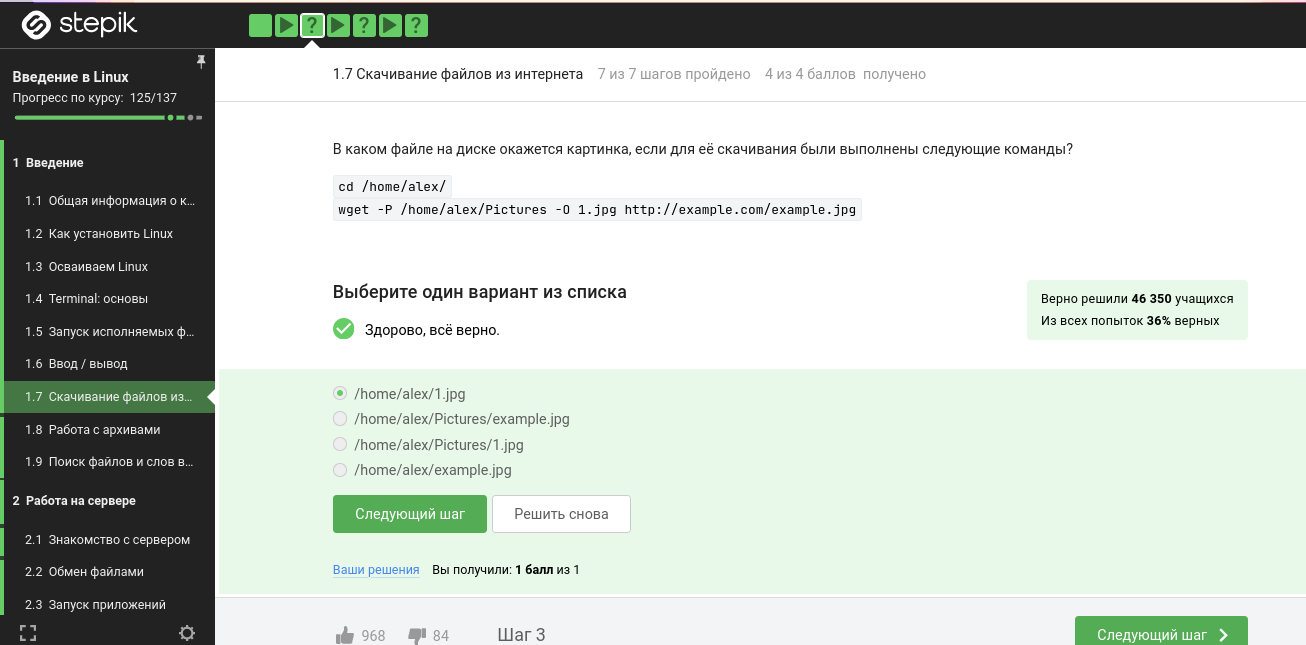 stepik
? ? ?
Введение в Linux
Прогресс по курсу: 125/137
1 Введение
1.1 Общая информация о к...
1.2 Как установить Linux
1.3 Осваиваем Linux
1.4 Terminal: основы
1.5 Запуск исполняемых ф...
1.6 Ввод / вывод
1.7 Скачивание файлов из...
1.8 Работа с архивами
1.9 Поиск файлов и слов в...
2 Работа на сервере
2.1 Знакомство с сервером
2.2 Обмен файлами
2.3 Запуск приложений
1.7 Скачивание файлов из интернета 7 из 7 шагов пройдено 4 из 4 баллов получено
В каком файле на диске окажется картинка, если для её скачивания были выполнены следующие команды?
cd /home/alex/
wget -P /home/alex/Pictures -O 1.jpg http://example.com/example.jpg
Выберите один вариант из списка
Здорово, всё верно.
Верно решили 46 350 учащихся
Из всех попыток 36% верных
/home/alex/1.jpg
/home/alex/Pictures/example.jpg
/home/alex/Pictures/1.jpg
/home/alex/example.jpg
Следующий шаг Решить снова
Ваши решения Вы получили: 1 балл из 1
968 84 Шаг 3 Следующий шаг